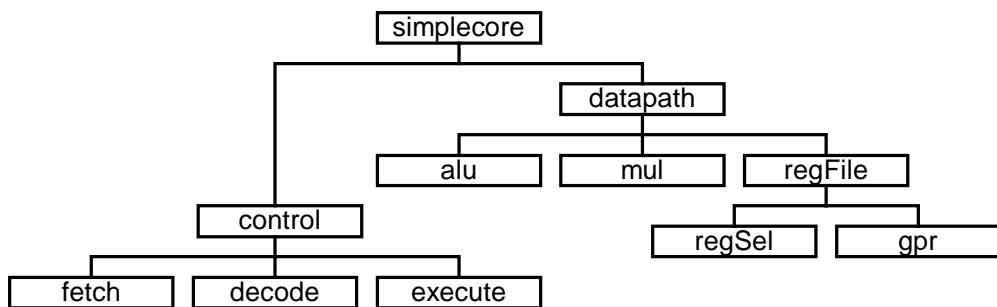 simplecore
datapath
alu
mul
regFile
control
regSel
gpr
fetch
decode
execute